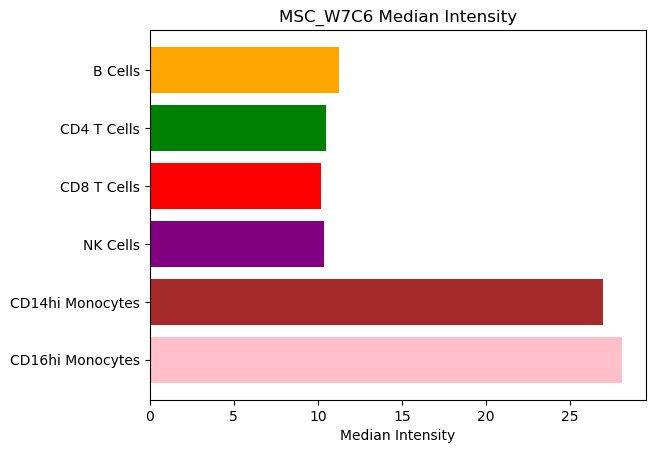 MSC_W7C6 Median Intensity
B Cells
CD4 T Cells
CD8 T Cells
NK Cells
CD14hi Monocytes
CD16hi Monocytes
0 5 10 15 20 25
Median Intensity